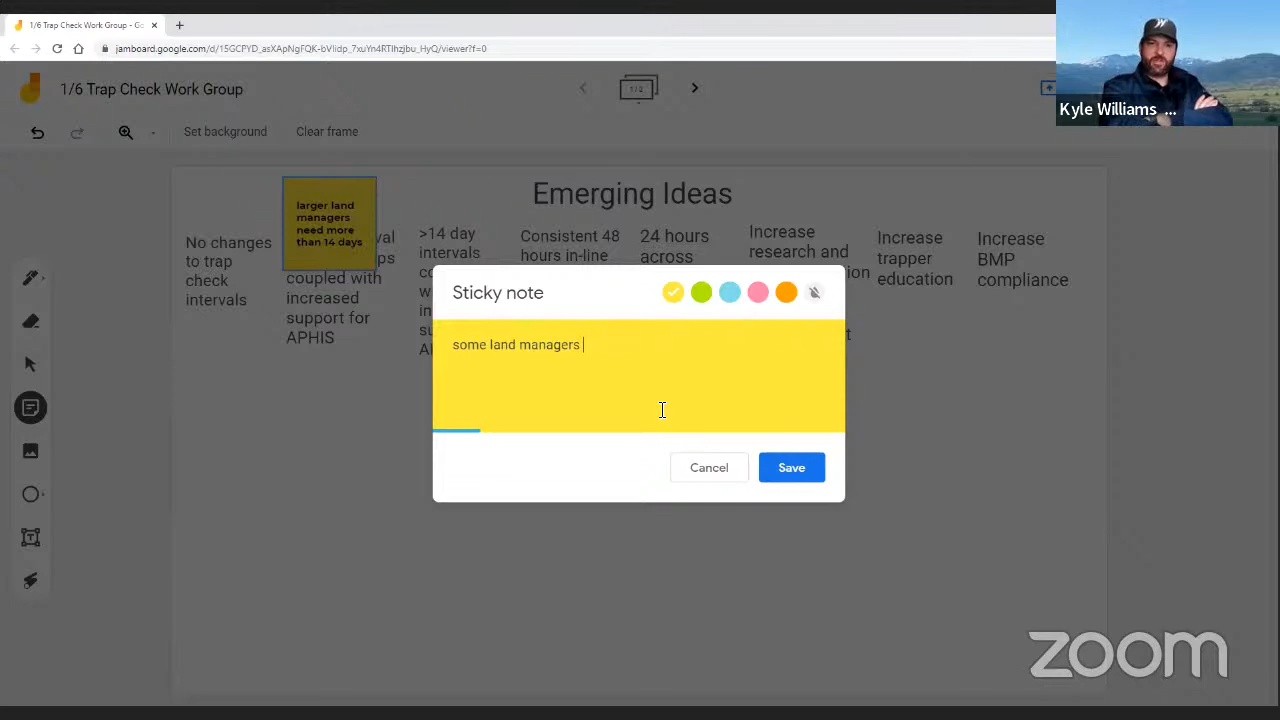 1/6 Trap Check Work Group - Go
jamboard.google.com/d/15GCPYD_asXApNgFQK-bVIidp_7xuYn4RTIhzjbu_HyQ/viewer?f=0
1/6 Trap Check Work Group
1/2
Set background
Clear frame
Kyle Williams ...
Emerging Ideas
No changes
to trap
check
intervals
larger land
managers
need more
than 14 days
coupled with
increased
support for
APHIS
>14 day
intervals
Consistent 48
hours in-line
24 hours
across
Increase
research and
Increase
trapper
education
Increase
BMP
compliance
Sticky note
some land managers
Cancel
Save
zoom